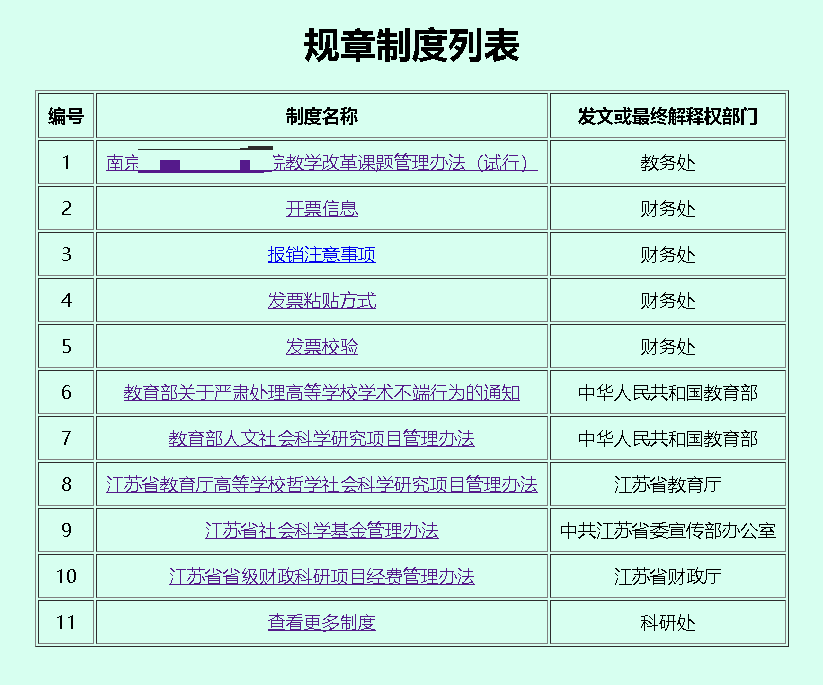 规章制度列表
编号 制度名称 发文或最终解释权部门
1 南京 院教学改革课题管理办法（试行） 教务处
2 开票信息 财务处
3 报销注意事项 财务处
4 发票粘贴方式 财务处
5 发票校验 财务处
6 教育部关于严肃处理高等学校学术不端行为的通知 中华人民共和国教育部
7 教育部人文社会科学研究项目管理办法 中华人民共和国教育部
8 江苏省教育厅高等学校哲学社会科学研究项目管理办法 江苏省教育厅
9 江苏省社会科学基金管理办法 中共江苏省委宣传部办公室
10 江苏省省级财政科研项目经费管理办法 江苏省财政厅
11 查看更多制度 科研处